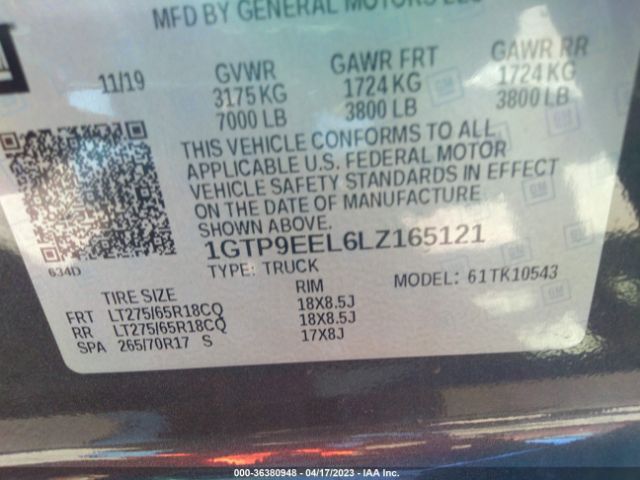 MFD BY GENERAL MOTORS LLC
11/19
GVWR
3175 KG
7000 LB
GAWR FRT
1724 KG
3800 LB
GAWR RR
1724 KG
3800 LB
THIS VEHICLE CONFORMS TO ALL
APPLICABLE U.S. FEDERAL MOTOR
VEHICLE SAFETY STANDARDS IN EFFECT
ON THE DATE OF MANUFACTURE
SHOWN ABOVE.
634D
1GTP9EEL6LZ165121
TYPE: TRUCK
MODEL: 61TK10543
TIRE SIZE RIM
FRT LT275/65R18CQ 18X8.5J
RR LT275/65R18CQ 18X8.5J
SPA 265/70R17 S 17X8J
000-36380948 - 04/17/2023 - IAA Inc.